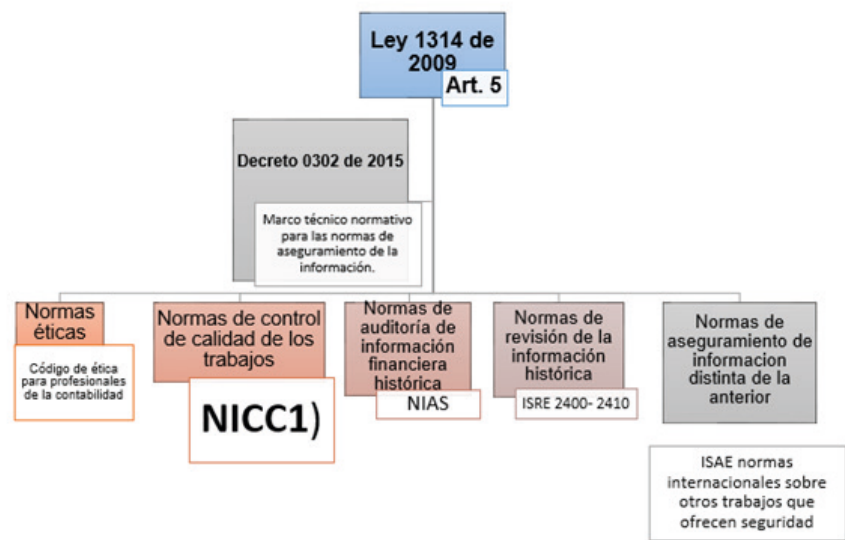 Ley 1314 de
2009
Art. 5
Decreto 0302 de 2015
Marco técnico normativo
para las normas de
aseguramiento de la
información.
Normas
éticas
Código de ética
para profesionales
de la contabilidad
Normas de control
de calidad de los
trabajos
NICC1)
Normas de
auditoría de
información
financiera
histórica
NIAS
Normas de
revisión de la
información
histórica
ISRE 2400- 2410
Normas de
aseguramiento de
informacion
distinta de la
anterior
ISAE normas
internacionales sobre
otros trabajos que
ofrecen seguridad